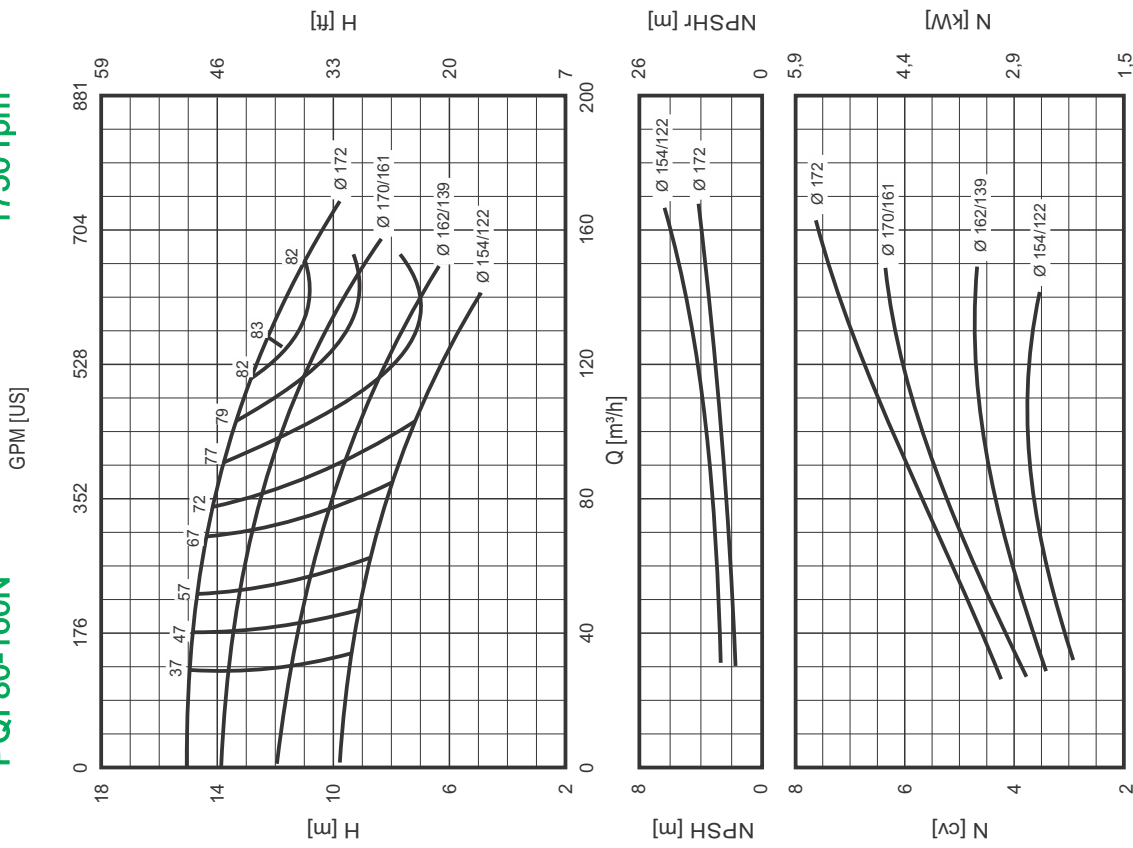 1750 rpm
GPM [US]
0
176
352
528
704
881
H [m]
18
14
10
6
2
H [ft]
59
46
33
20
7
37
47
57
67
72
77
79
82
83
82
Ø 172
Ø 170/161
Ø 162/139
Ø 154/122
0
40
80
120
160
200
Q [m³/h]
NPSH [m]
8
0
NPSHr [m]
26
0
Ø 154/122
Ø 172
N [cv]
8
6
4
2
N [kW]
5,9
4,4
2,9
1,5
Ø 172
Ø 170/161
Ø 162/139
Ø 154/122